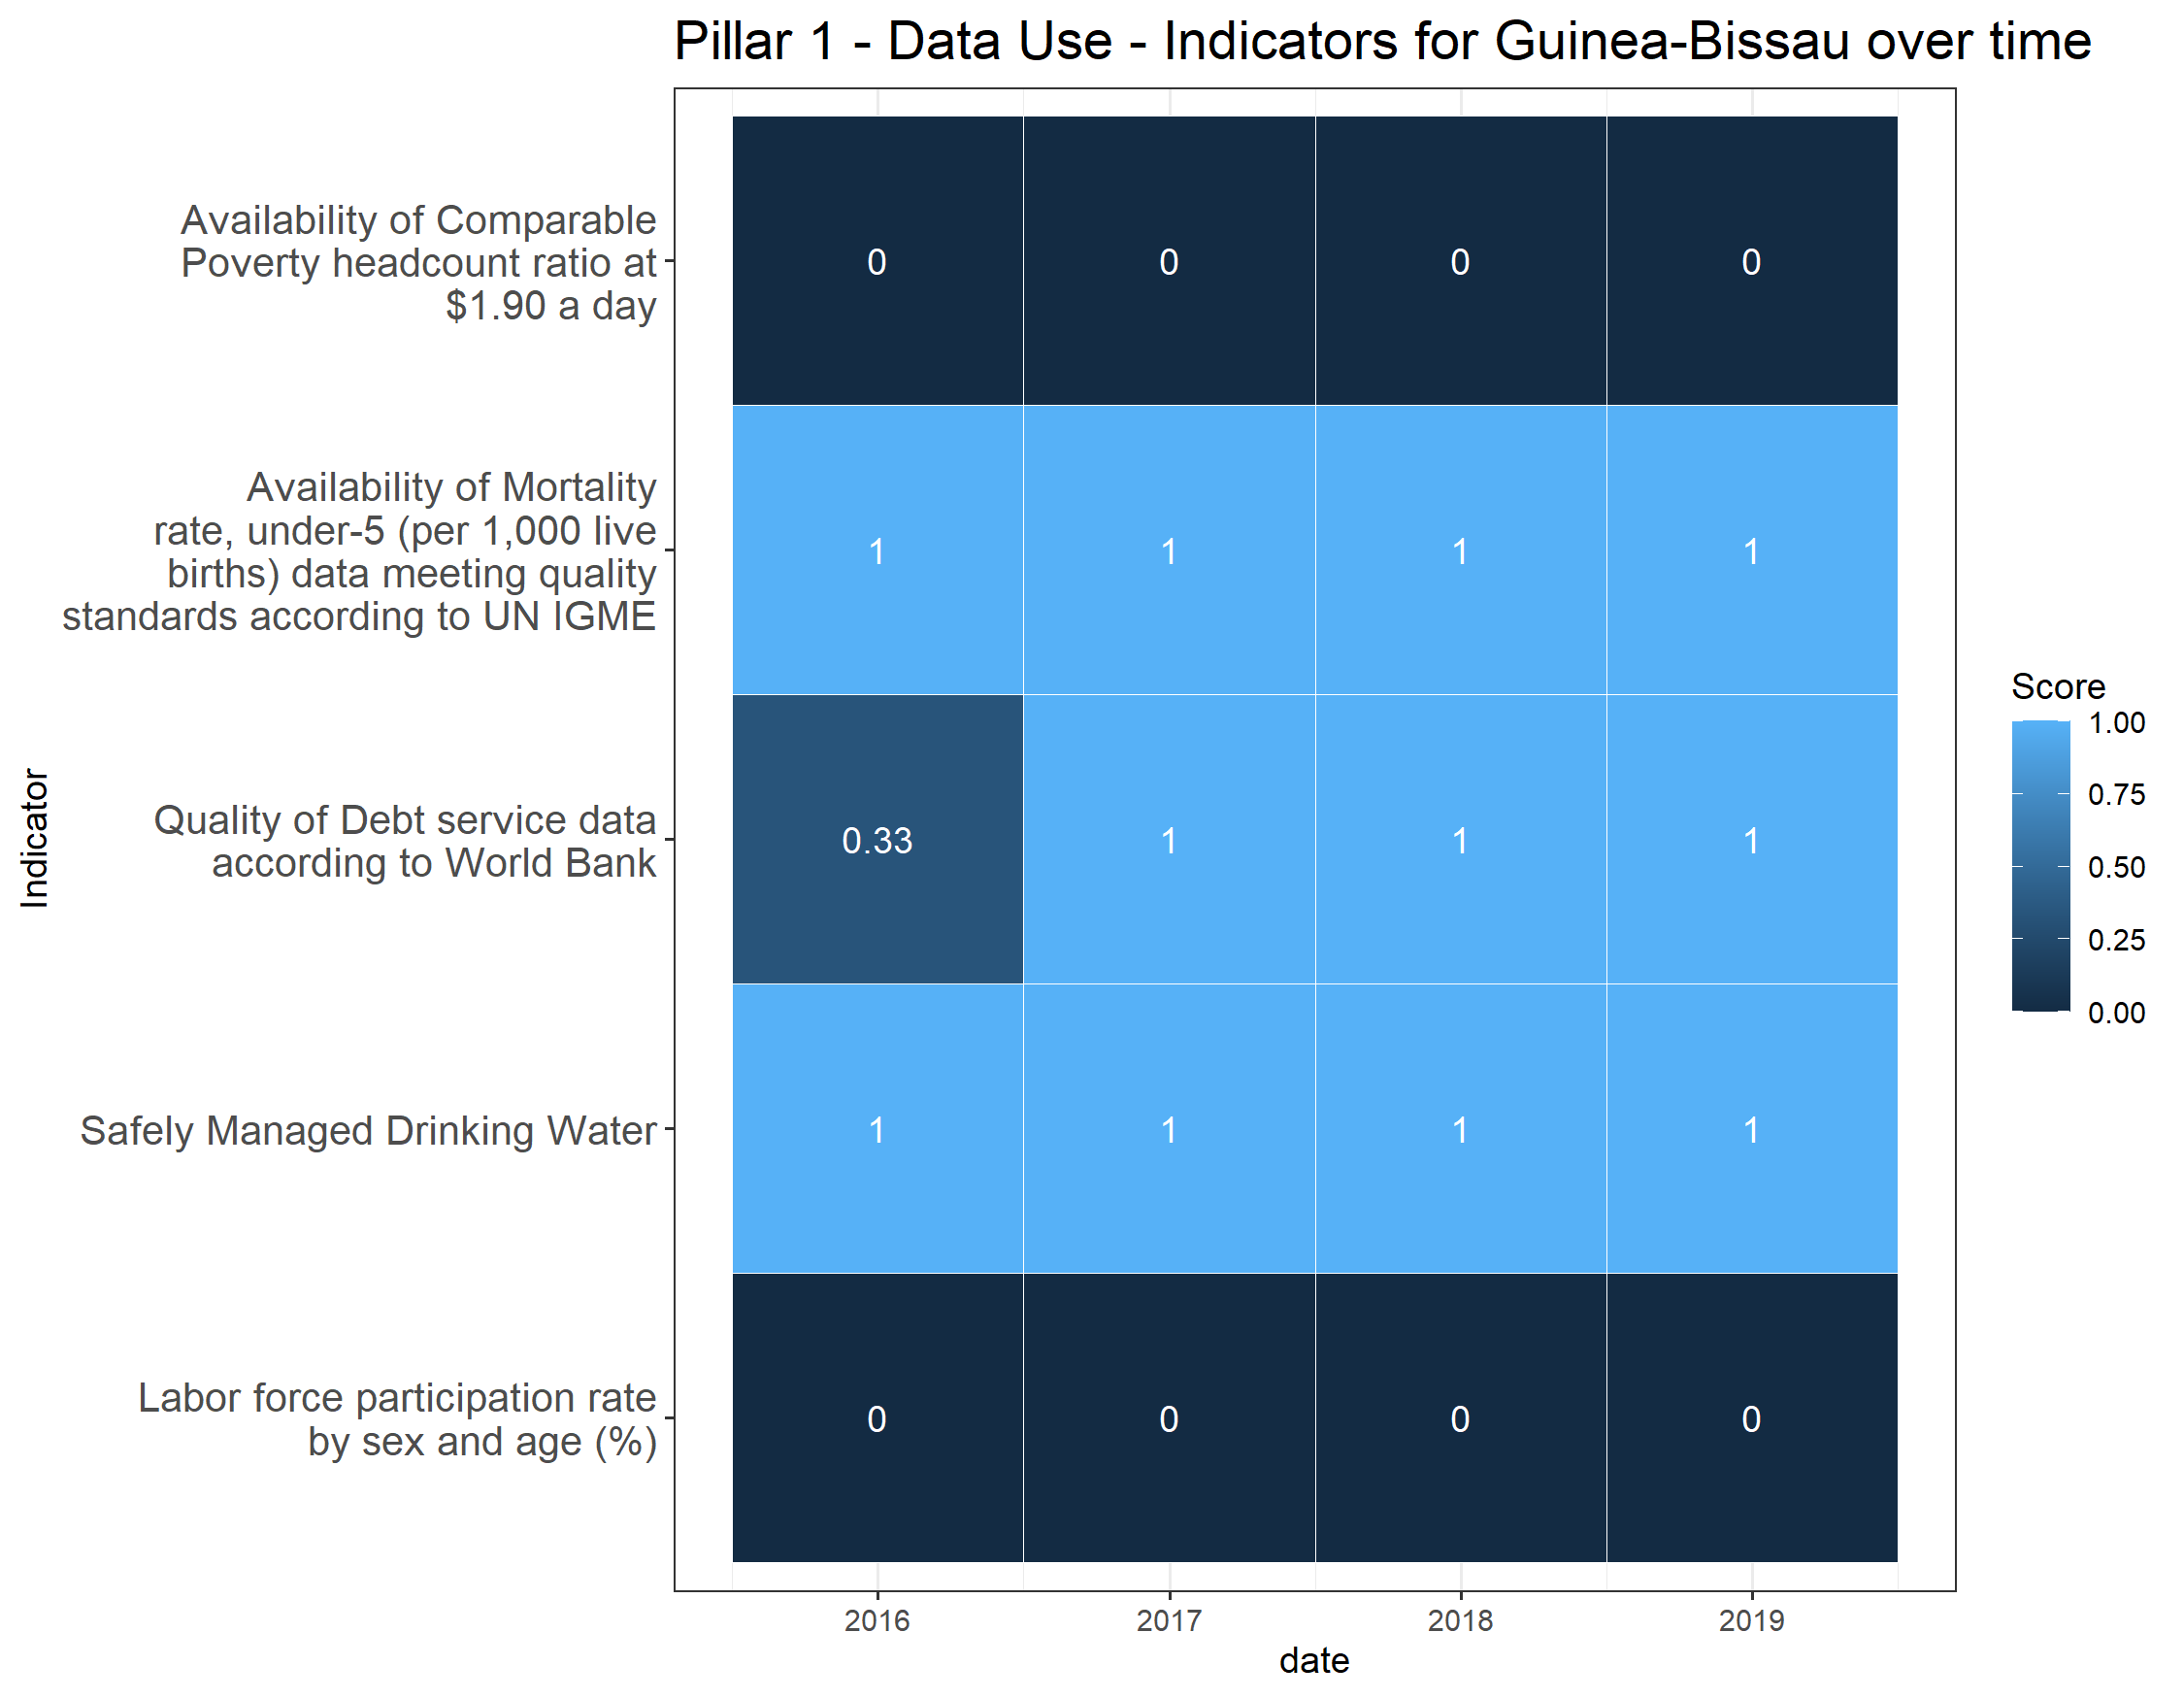 Pillar 1 - Data Use - Indicators for Guinea-Bissau over time
Indicator
Availability of Comparable
Poverty headcount ratio at
$1.90 a day
0 0 0 0
Availability of Mortality
rate, under-5 (per 1,000 live
births) data meeting quality
standards according to UN IGME
1 1 1 1
Quality of Debt service data
according to World Bank
0.33 1 1 1
Safely Managed Drinking Water
1 1 1 1
Labor force participation rate
by sex and age (%)
0 0 0 0
2016 2017 2018 2019
date
Score
1.00
0.75
0.50
0.25
0.00